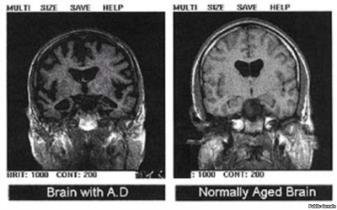 MULTI SIZE SAVE HELP
MULTI SIZE SAVE HELP
BRIT: 1000 CONT: 200
: 1000 CONT: 200
Brain with A.D
Normally Aged Brain